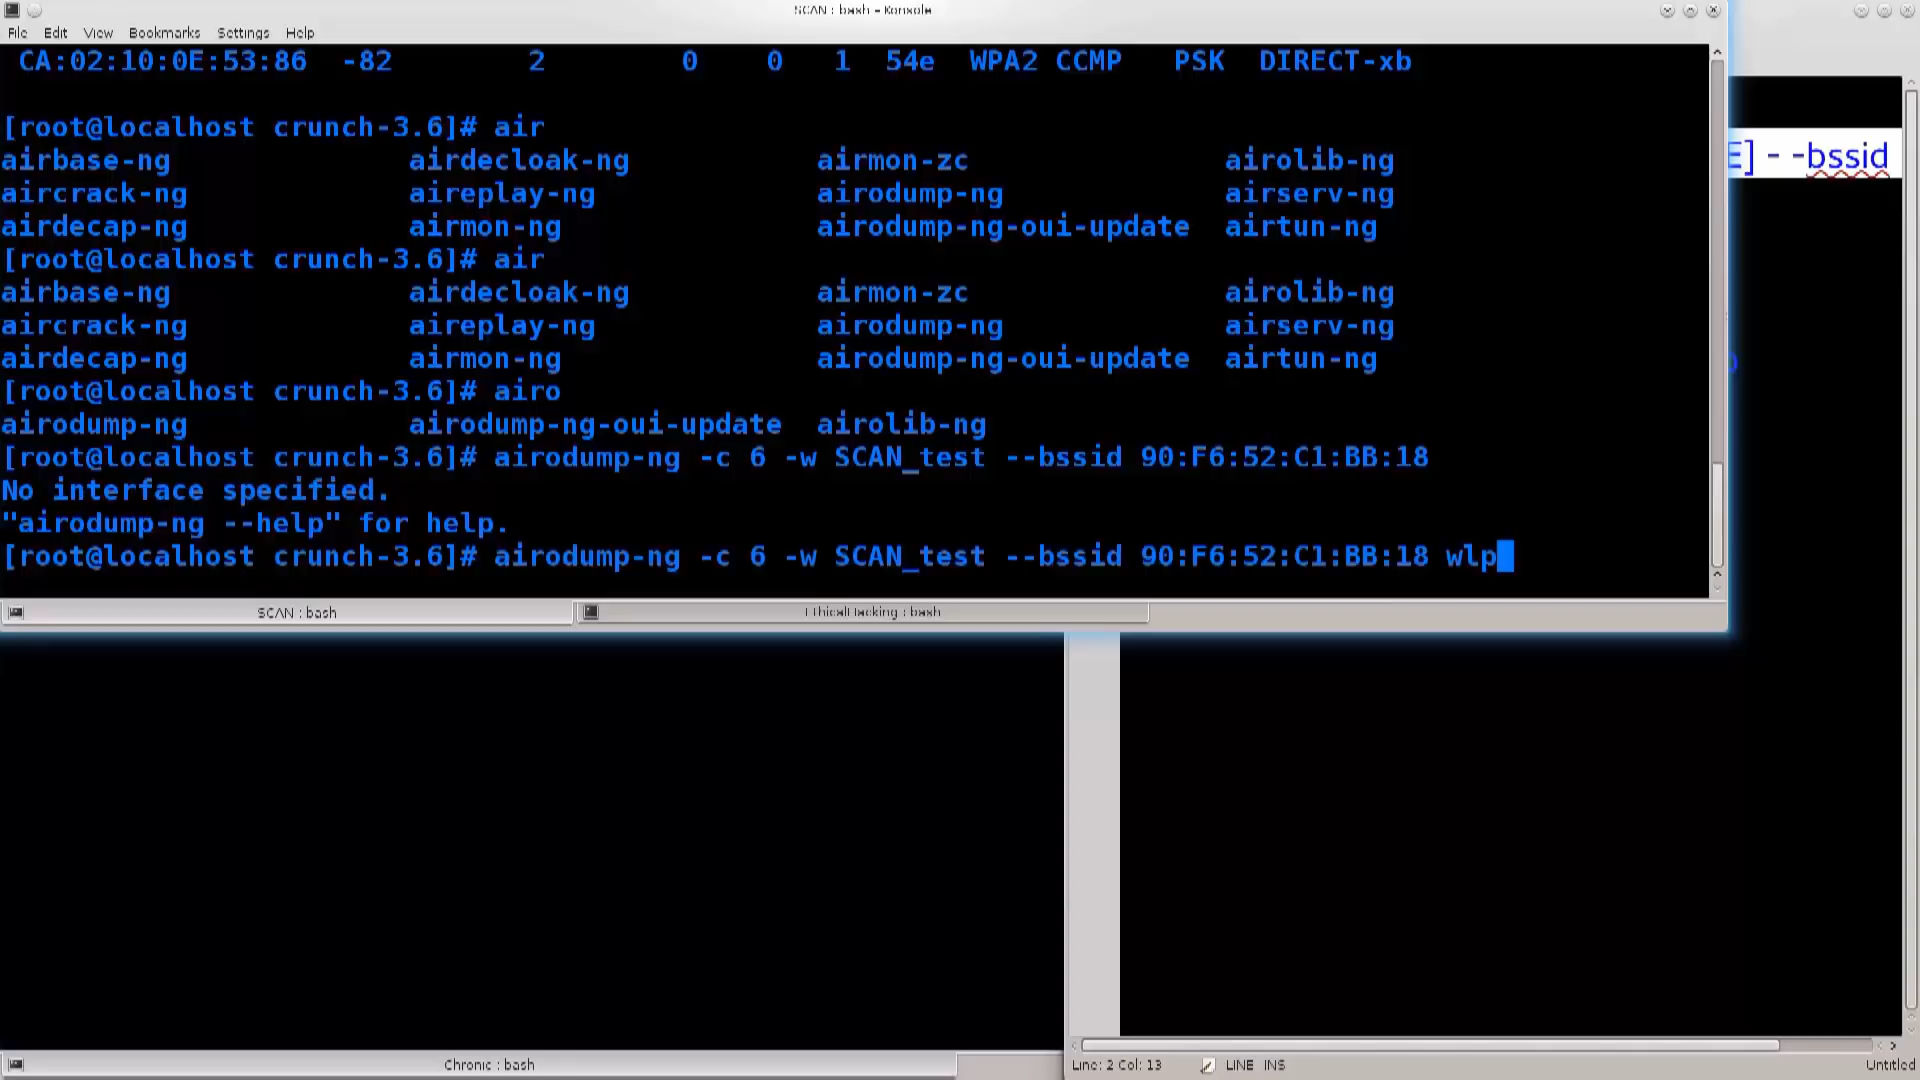 SCAN : bash – Konsole
File Edit View Bookmarks Settings Help
CA:02:10:0E:53:86 -82 2 0 0 1 54e WPA2 CCMP PSK DIRECT-xb
[root@localhost crunch-3.6]# air
airbase-ng airdecloak-ng airmon-zc airolib-ng
aircrack-ng aireplay-ng airodump-ng airserv-ng
airdecap-ng airmon-ng airodump-ng-oui-update airtun-ng
[root@localhost crunch-3.6]# air
airbase-ng airdecloak-ng airmon-zc airolib-ng
aircrack-ng aireplay-ng airodump-ng airserv-ng
airdecap-ng airmon-ng airodump-ng-oui-update airtun-ng
[root@localhost crunch-3.6]# airo
airodump-ng airodump-ng-oui-update airolib-ng
[root@localhost crunch-3.6]# airodump-ng -c 6 -w SCAN_test --bssid 90:F6:52:C1:BB:18
No interface specified.
"airodump-ng --help" for help.
[root@localhost crunch-3.6]# airodump-ng -c 6 -w SCAN_test --bssid 90:F6:52:C1:BB:18 wlp
SCAN : bash
EthicalHacking : bash
E] --bssid
Chronic : bash
Line: 2 Col: 13 LINE INS Untitled